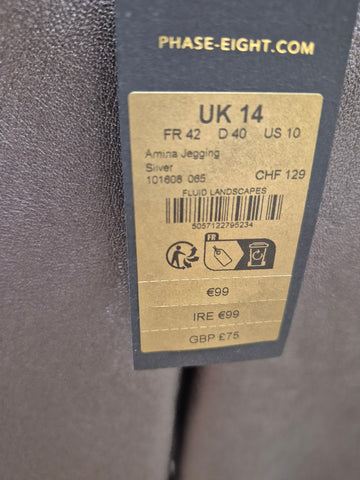 PHASE-EIGHT.COM
UK 14
FR 42 D 40 US 10
Amina Jegging
Silver
101608 065 CHF 129
FLUID LANDSCAPES
5057122795234
FR
€99
IRE €99
GBP £75